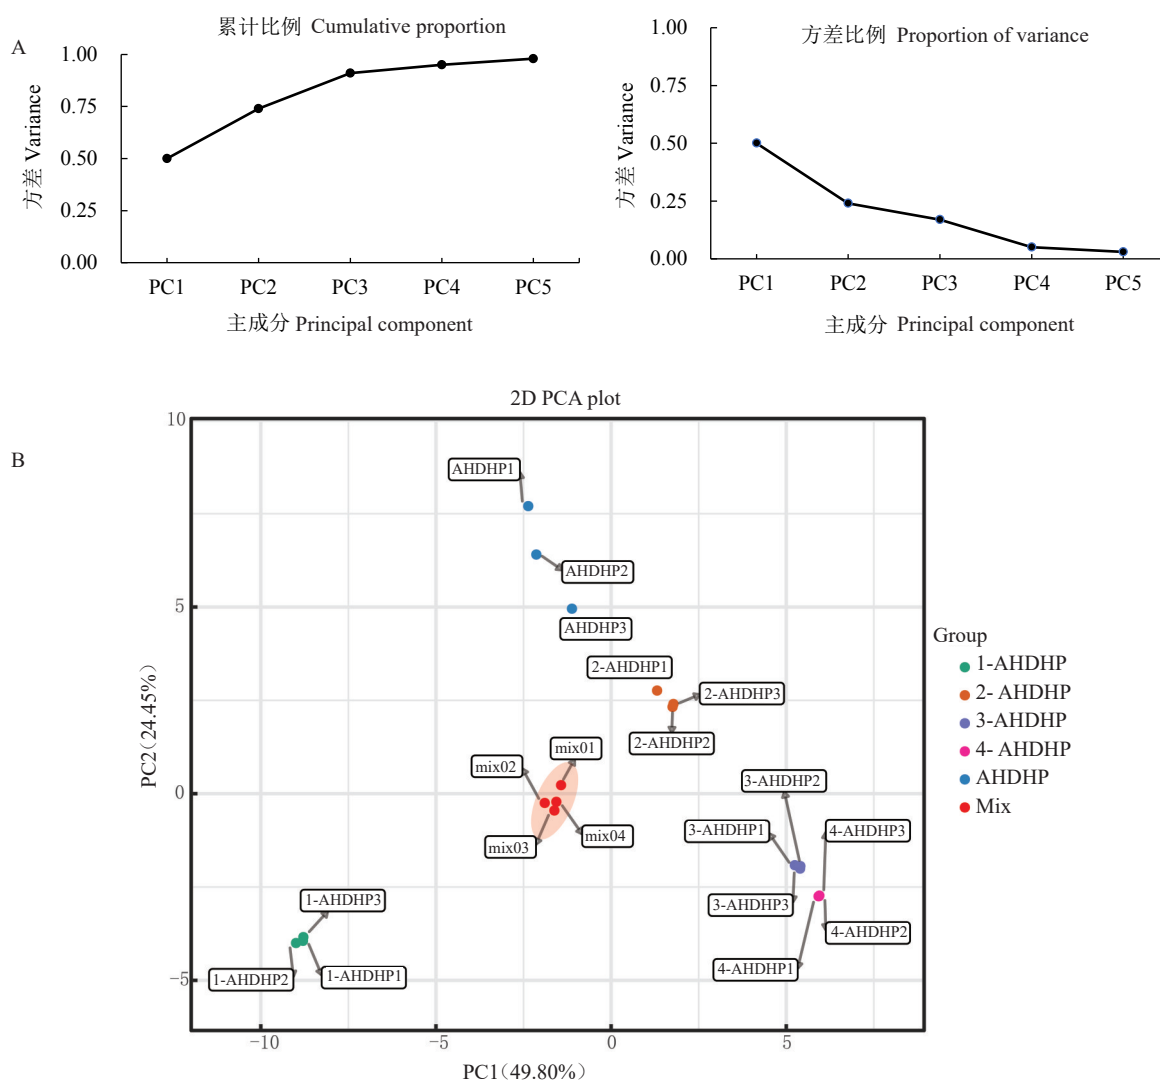 A
累计比例 Cumulative proportion
1.00
0.75
0.50
0.25
0.00
方差 Variance
PC1 PC2 PC3 PC4 PC5
主成分 Principal component
方差比例 Proportion of variance
1.00
0.75
0.50
0.25
0.00
方差 Variance
PC1 PC2 PC3 PC4 PC5
主成分 Principal component
B
2D PCA plot
10
5
0
−5
PC2(24.45%)
AHDHP1
AHDHP2
AHDHP3
2-AHDHP1
2-AHDHP3
2-AHDHP2
mix01
mix02
mix03
mix04
3-AHDHP2
3-AHDHP1
4-AHDHP3
3-AHDHP3
4-AHDHP2
4-AHDHP1
1-AHDHP3
1-AHDHP2
1-AHDHP1
−10 −5 0 5
PC1(49.80%)
Group
1-AHDHP
2- AHDHP
3-AHDHP
4- AHDHP
AHDHP
Mix